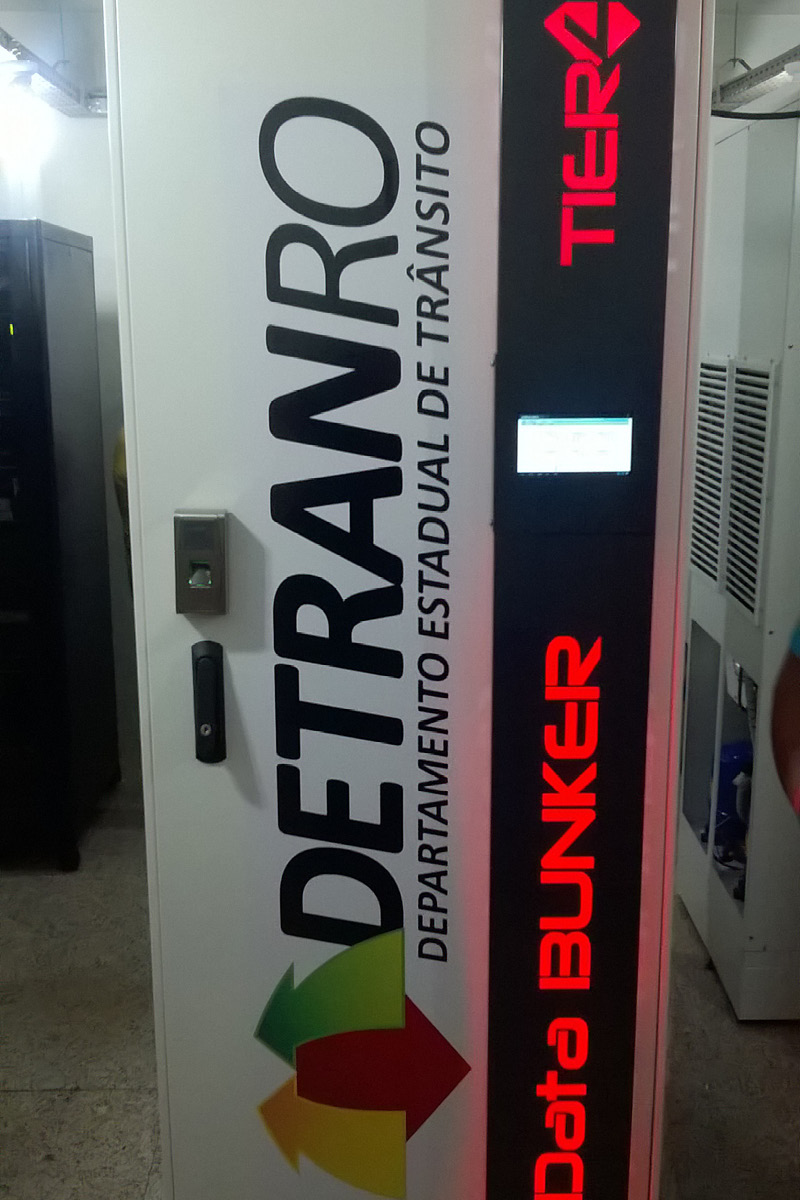 DETRANRO
DEPARTAMENTO ESTADUAL DE TRÂNSITO
Data BUNKER
TIER